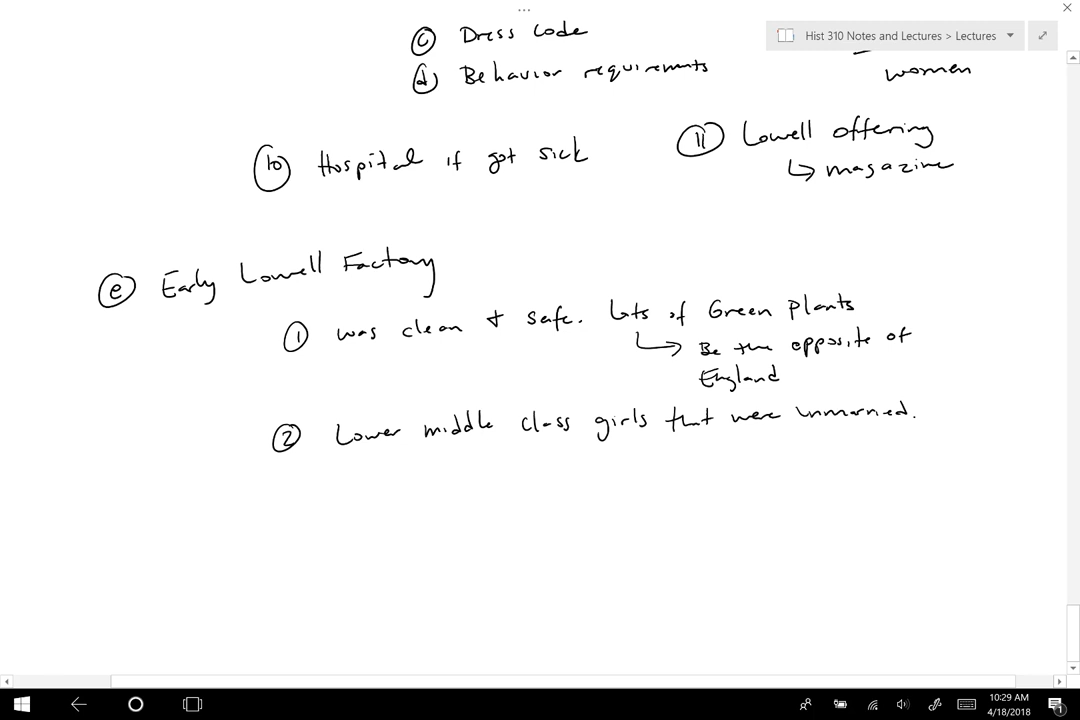 Hist 310 Notes and Lectures > Lectures
c Dress code
d Behavior requirements
women
10 Hospital if got sick
11 Lowell offering
↳ magazine
e Early Lowell Factory
1 was clean + safe. Lots of Green Plants
↳ Be the opposite of
England
2 Lower middle class girls that were unmarried.
10:29 AM
4/18/2018
1